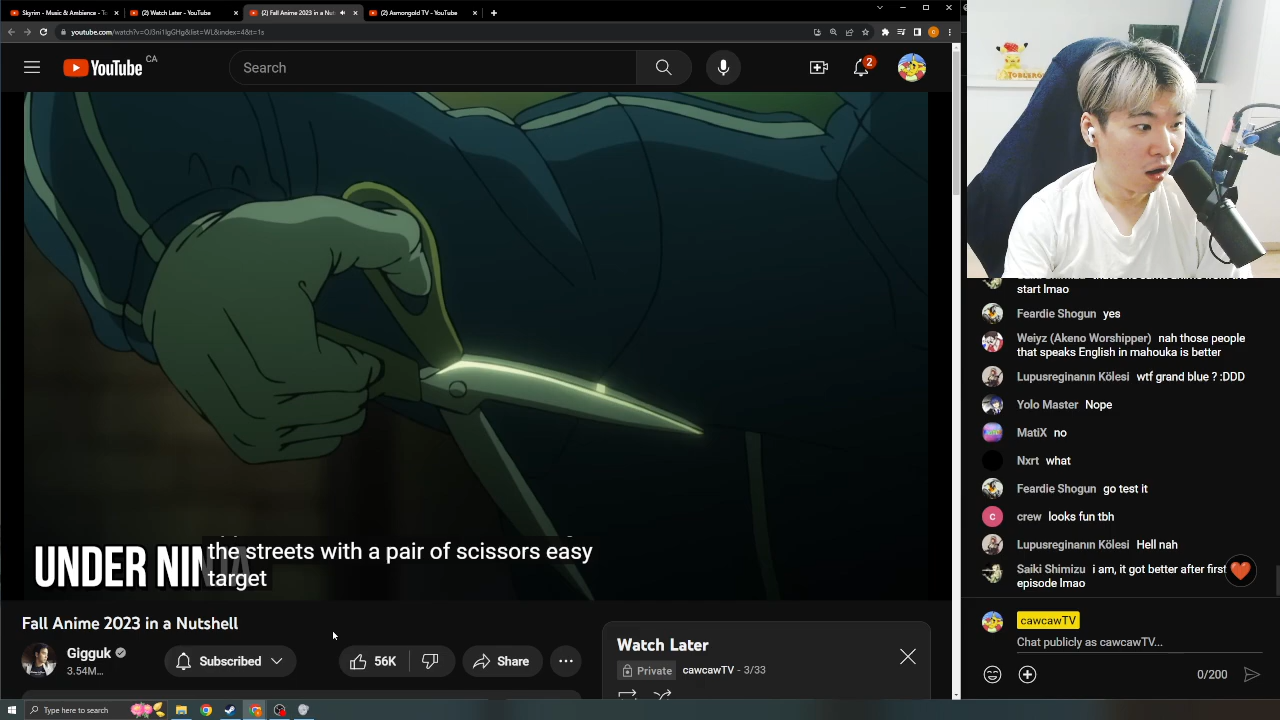 Skyrim - Music & Ambience - T
(2) Watch Later - YouTube
(2) Fall Anime 2023 in a Nut
(2) Asmongold TV - YouTube
youtube.com/watch?v=
&list=WL&index=4&t=1s
YouTube CA
Search
2
UNDER NIN
the streets with a pair of scissors easy
target
Fall Anime 2023 in a Nutshell
Gigguk
3.54M...
Subscribed
56K
Share
Watch Later
Private
cawcawTV - 3/33
TOBLERO
start lmao
Feardie Shogun yes
Weiyz (Akeno Worshipper) nah those people
that speaks English in mahouka is better
Lupusreginanın Kölesi wtf grand blue ? :DDD
Yolo Master Nope
MatiX no
Nxrt what
Feardie Shogun go test it
c
crew looks fun tbh
Lupusreginanın Kölesi Hell nah
Saiki Shimizu i am, it got better after first
episode lmao
cawcawTV
Chat publicly as cawcawTV...
0/200
Type here to search